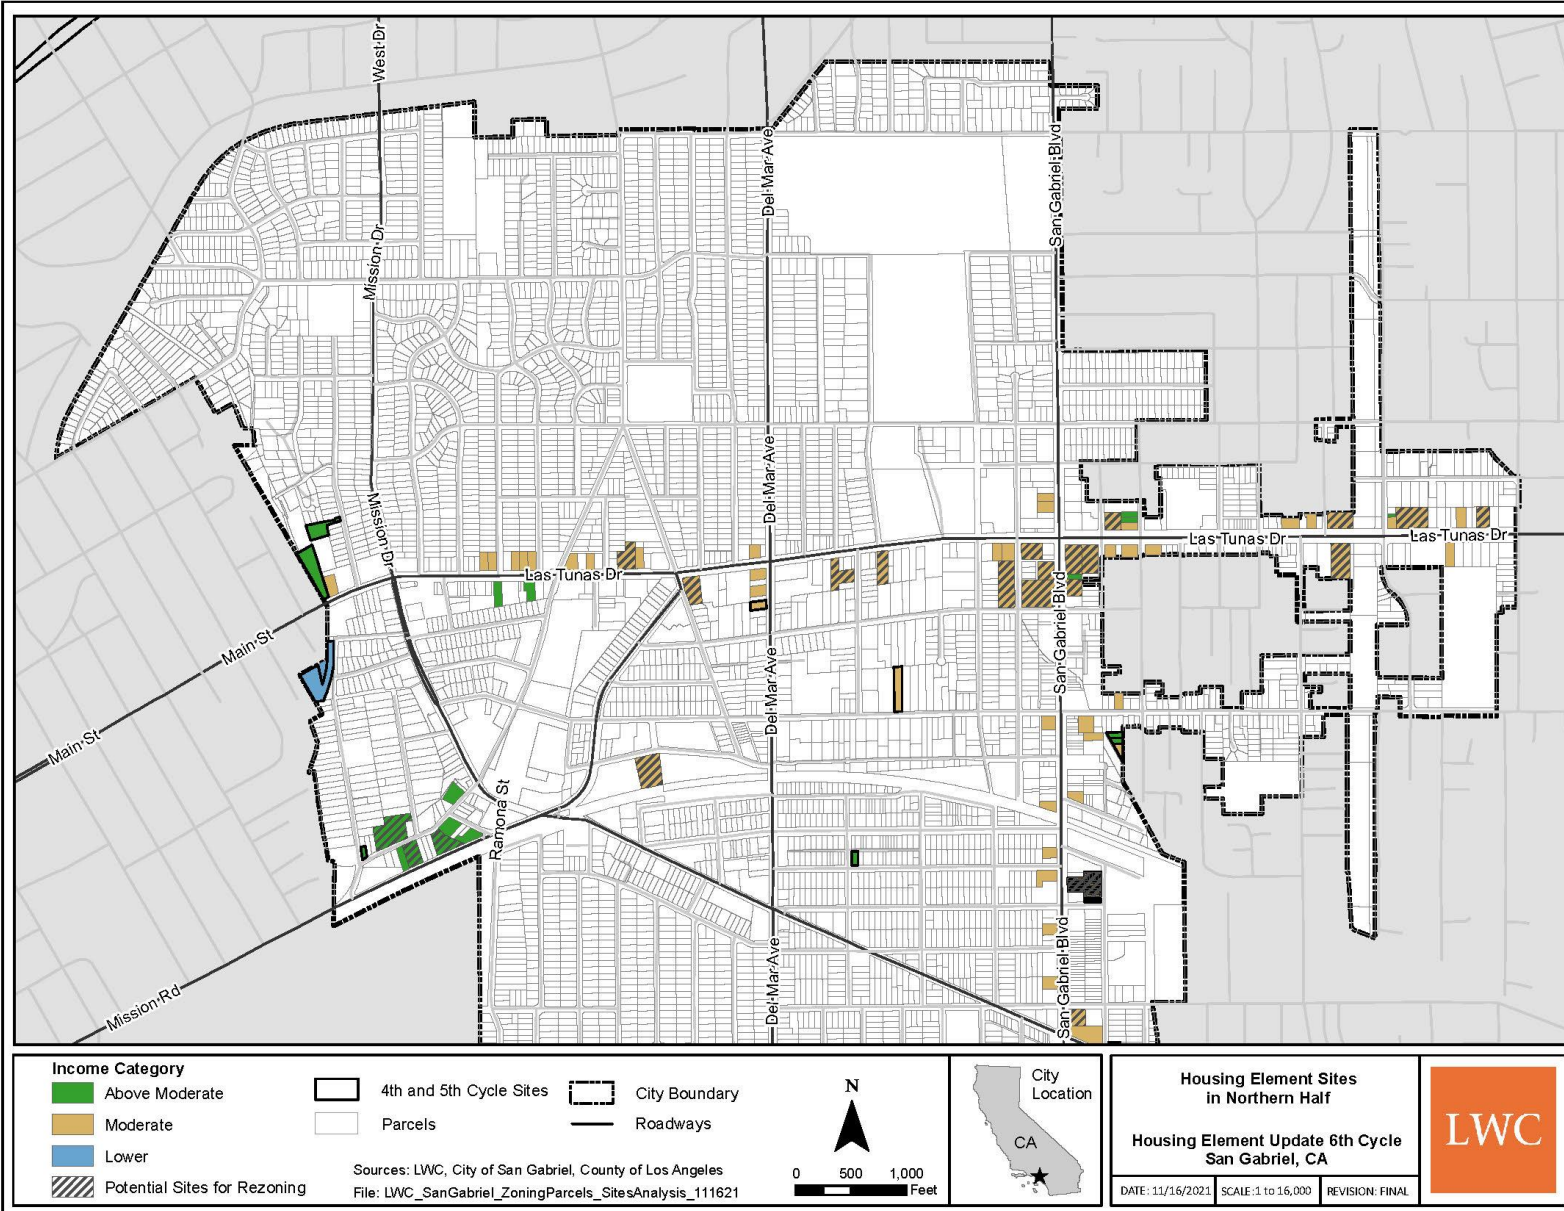 West Dr
Mission Dr
Mission Dr
Del Mar Ave
Del Mar Ave
Del Mar Ave
Del Mar Ave
San Gabriel Blvd
San Gabriel Blvd
San Gabriel Blvd
Las Tunas Dr
Las Tunas Dr
Las Tunas Dr
Main St
Main St
Ramona St
Mission Rd
Income Category
Above Moderate
Moderate
Lower
Potential Sites for Rezoning
4th and 5th Cycle Sites
Parcels
City Boundary
Roadways
Sources: LWC, City of San Gabriel, County of Los Angeles
File: LWC_SanGabriel_ZoningParcels_SitesAnalysis_111621
N
0 500 1,000
Feet
City
Location
CA
Housing Element Sites
in Northern Half
Housing Element Update 6th Cycle
San Gabriel, CA
DATE: 11/16/2021 SCALE: 1 to 16,000 REVISION: FINAL
LWC